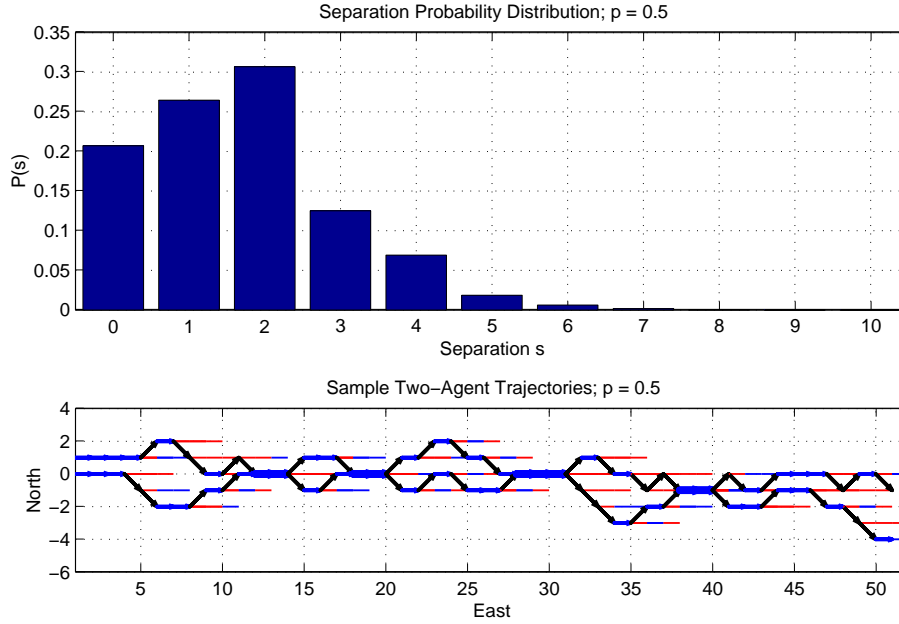 Separation Probability Distribution; p = 0.5
0.35
0.3
0.25
0.2
0.15
0.1
0.05
0
P(s)
0 1 2 3 4 5 6 7 8 9 10
Separation s
Sample Two−Agent Trajectories; p = 0.5
4
2
0
−2
−4
−6
North
5 10 15 20 25 30 35 40 45 50
East